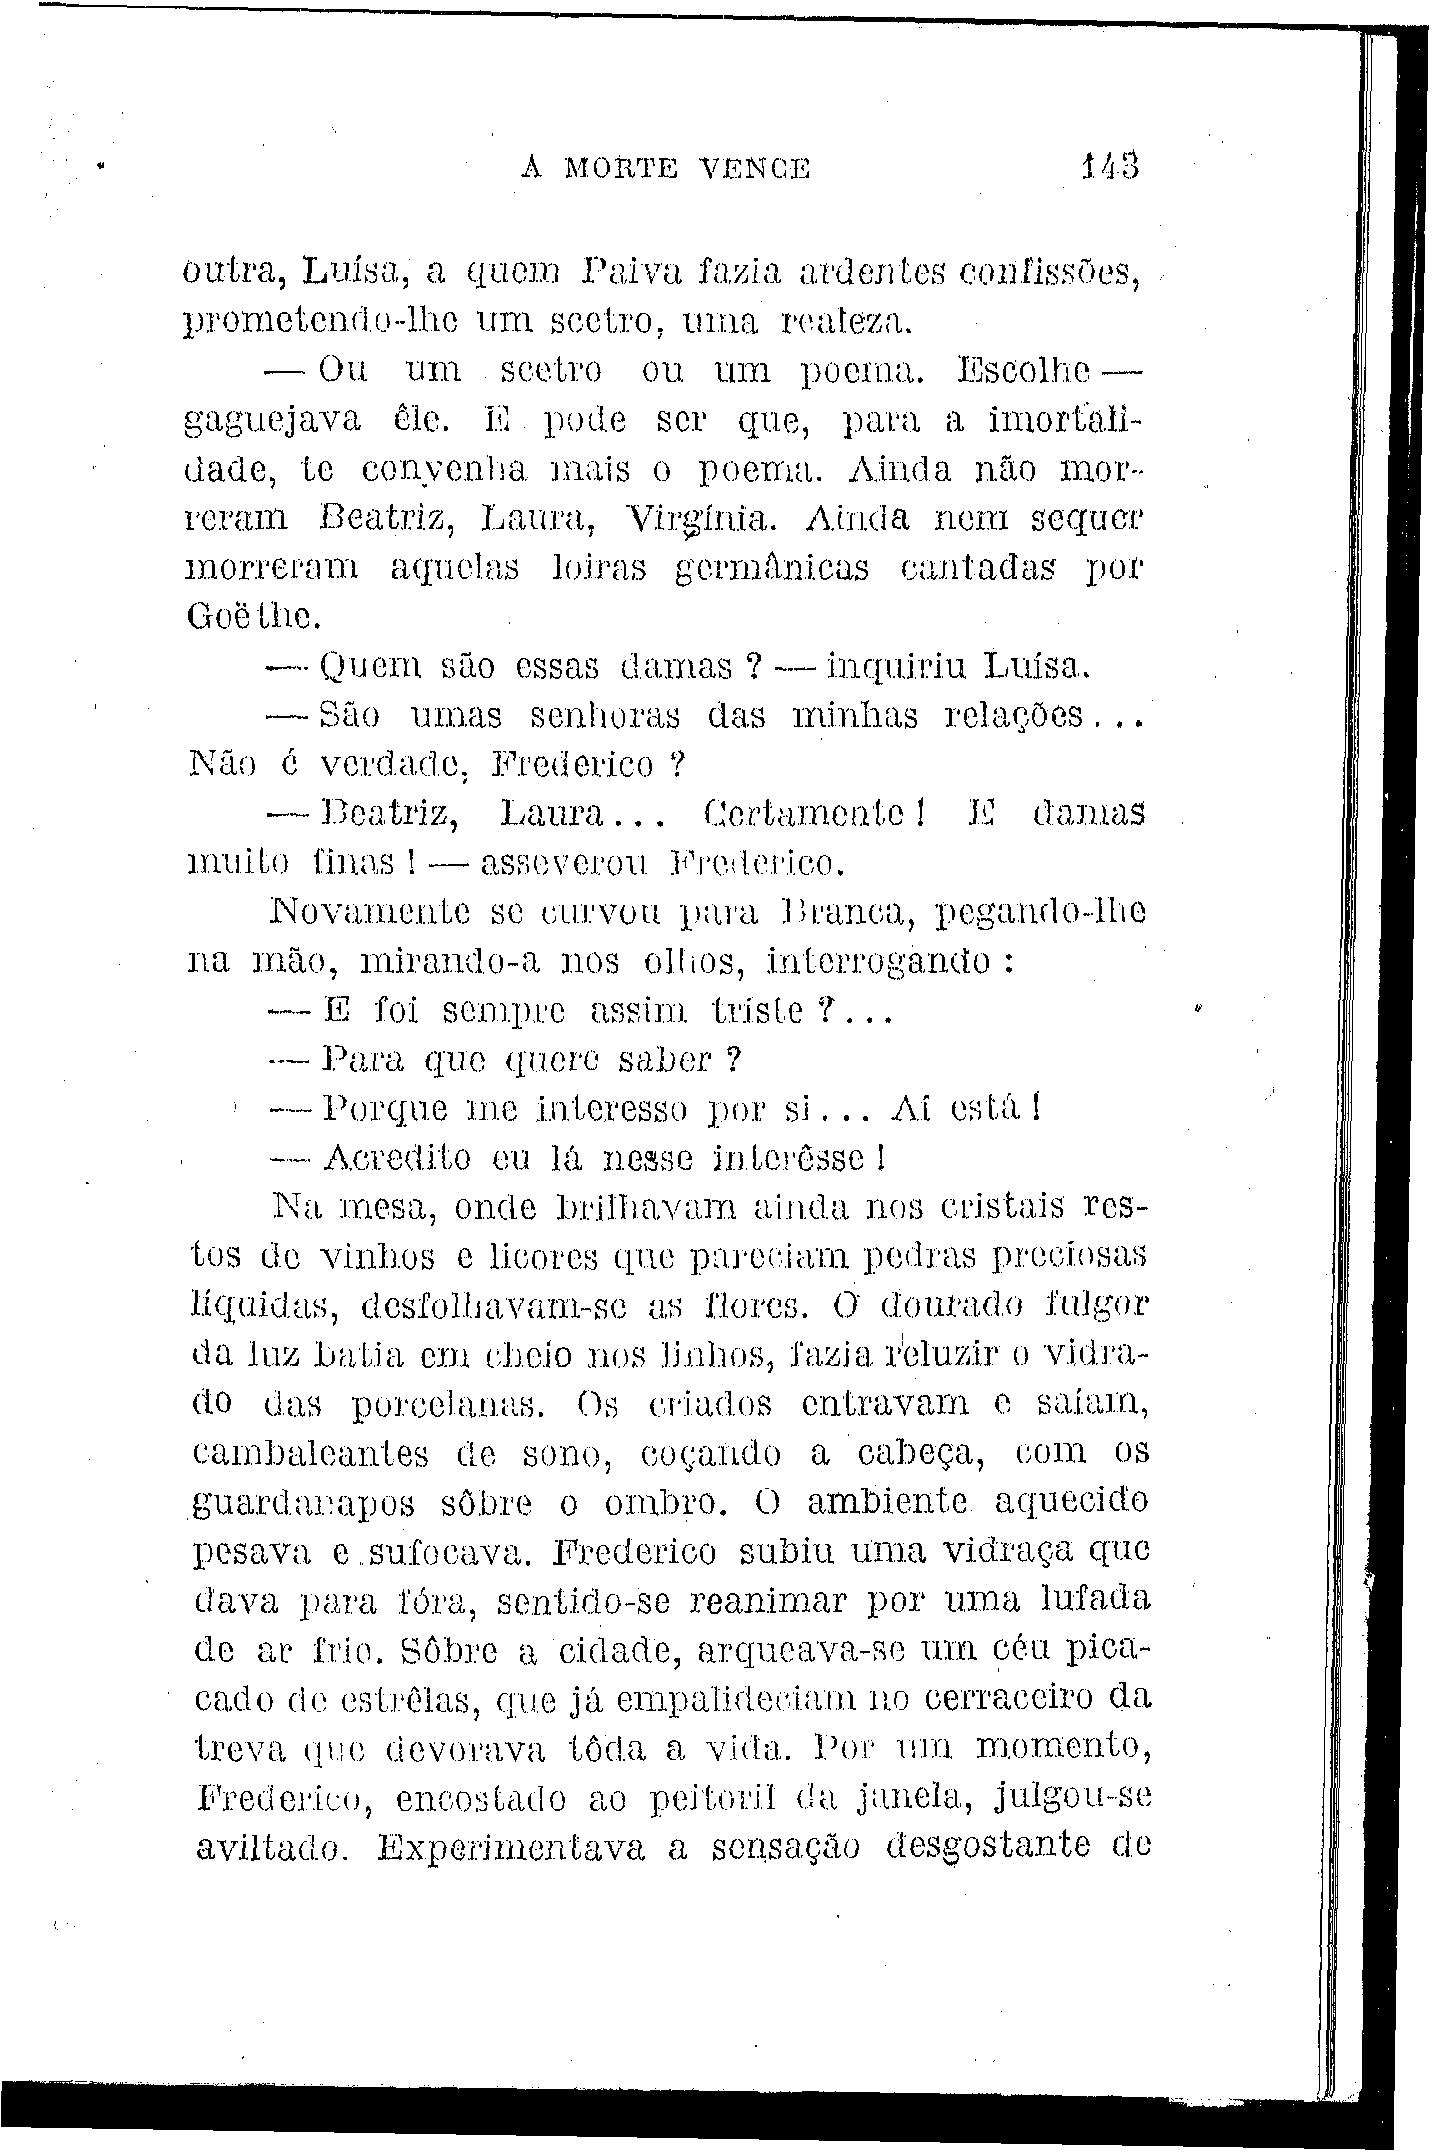 A MORTE VENCE 143
outra, Luísa, a quem Paiva fazia ardentes confissões,
prometendo-lhe um scetro, uma realeza.
— Ou um scetro ou um poema. Escolhe —
gaguejava êle. E pode ser que, para a imortali-
dade, te convenha mais o poema. Ainda não mor-
reram Beatriz, Laura, Virgínia. Ainda nem sequer
morreram aquelas loiras germânicas cantadas por
Goëthe.
— Quem são essas damas ? — inquiriu Luísa.
— São umas senhoras das minhas relações...
Não é verdade, Frederico ?
— Beatriz, Laura... Certamente ! E damas
muito finas ! — asseverou Frederico.
Novamente se curvou para Branca, pegando-lhe
na mão, mirando-a nos olhos, interrogando :
— E foi sempre assim triste ?...
— Para que quere saber ?
— Porque me interesso por si... Aí está !
— Acredito eu lá nesse interêsse !
Na mesa, onde brilhavam ainda nos cristais res-
tos de vinhos e licores que pareciam pedras preciosas
líquidas, desfolhavam-se as flores. O dourado fulgor
da luz batia em cheio nos linhos, fazia reluzir o vidra-
do das porcelanas. Os criados entravam e saíam,
cambaleantes de sono, coçando a cabeça, com os
guardanapos sôbre o ombro. O ambiente aquecido
pesava e sufocava. Frederico subiu uma vidraça que
dava para fóra, sentido-se reanimar por uma lufada
de ar frio. Sôbre a cidade, arqueava-se um céu pica-
cado de estrêlas, que já empalideciam no cerraceiro da
treva que devorava tôda a vida. Por um momento,
Frederico, encostado ao peitoril da janela, julgou-se
aviltado. Experimentava a sensação desgostante de